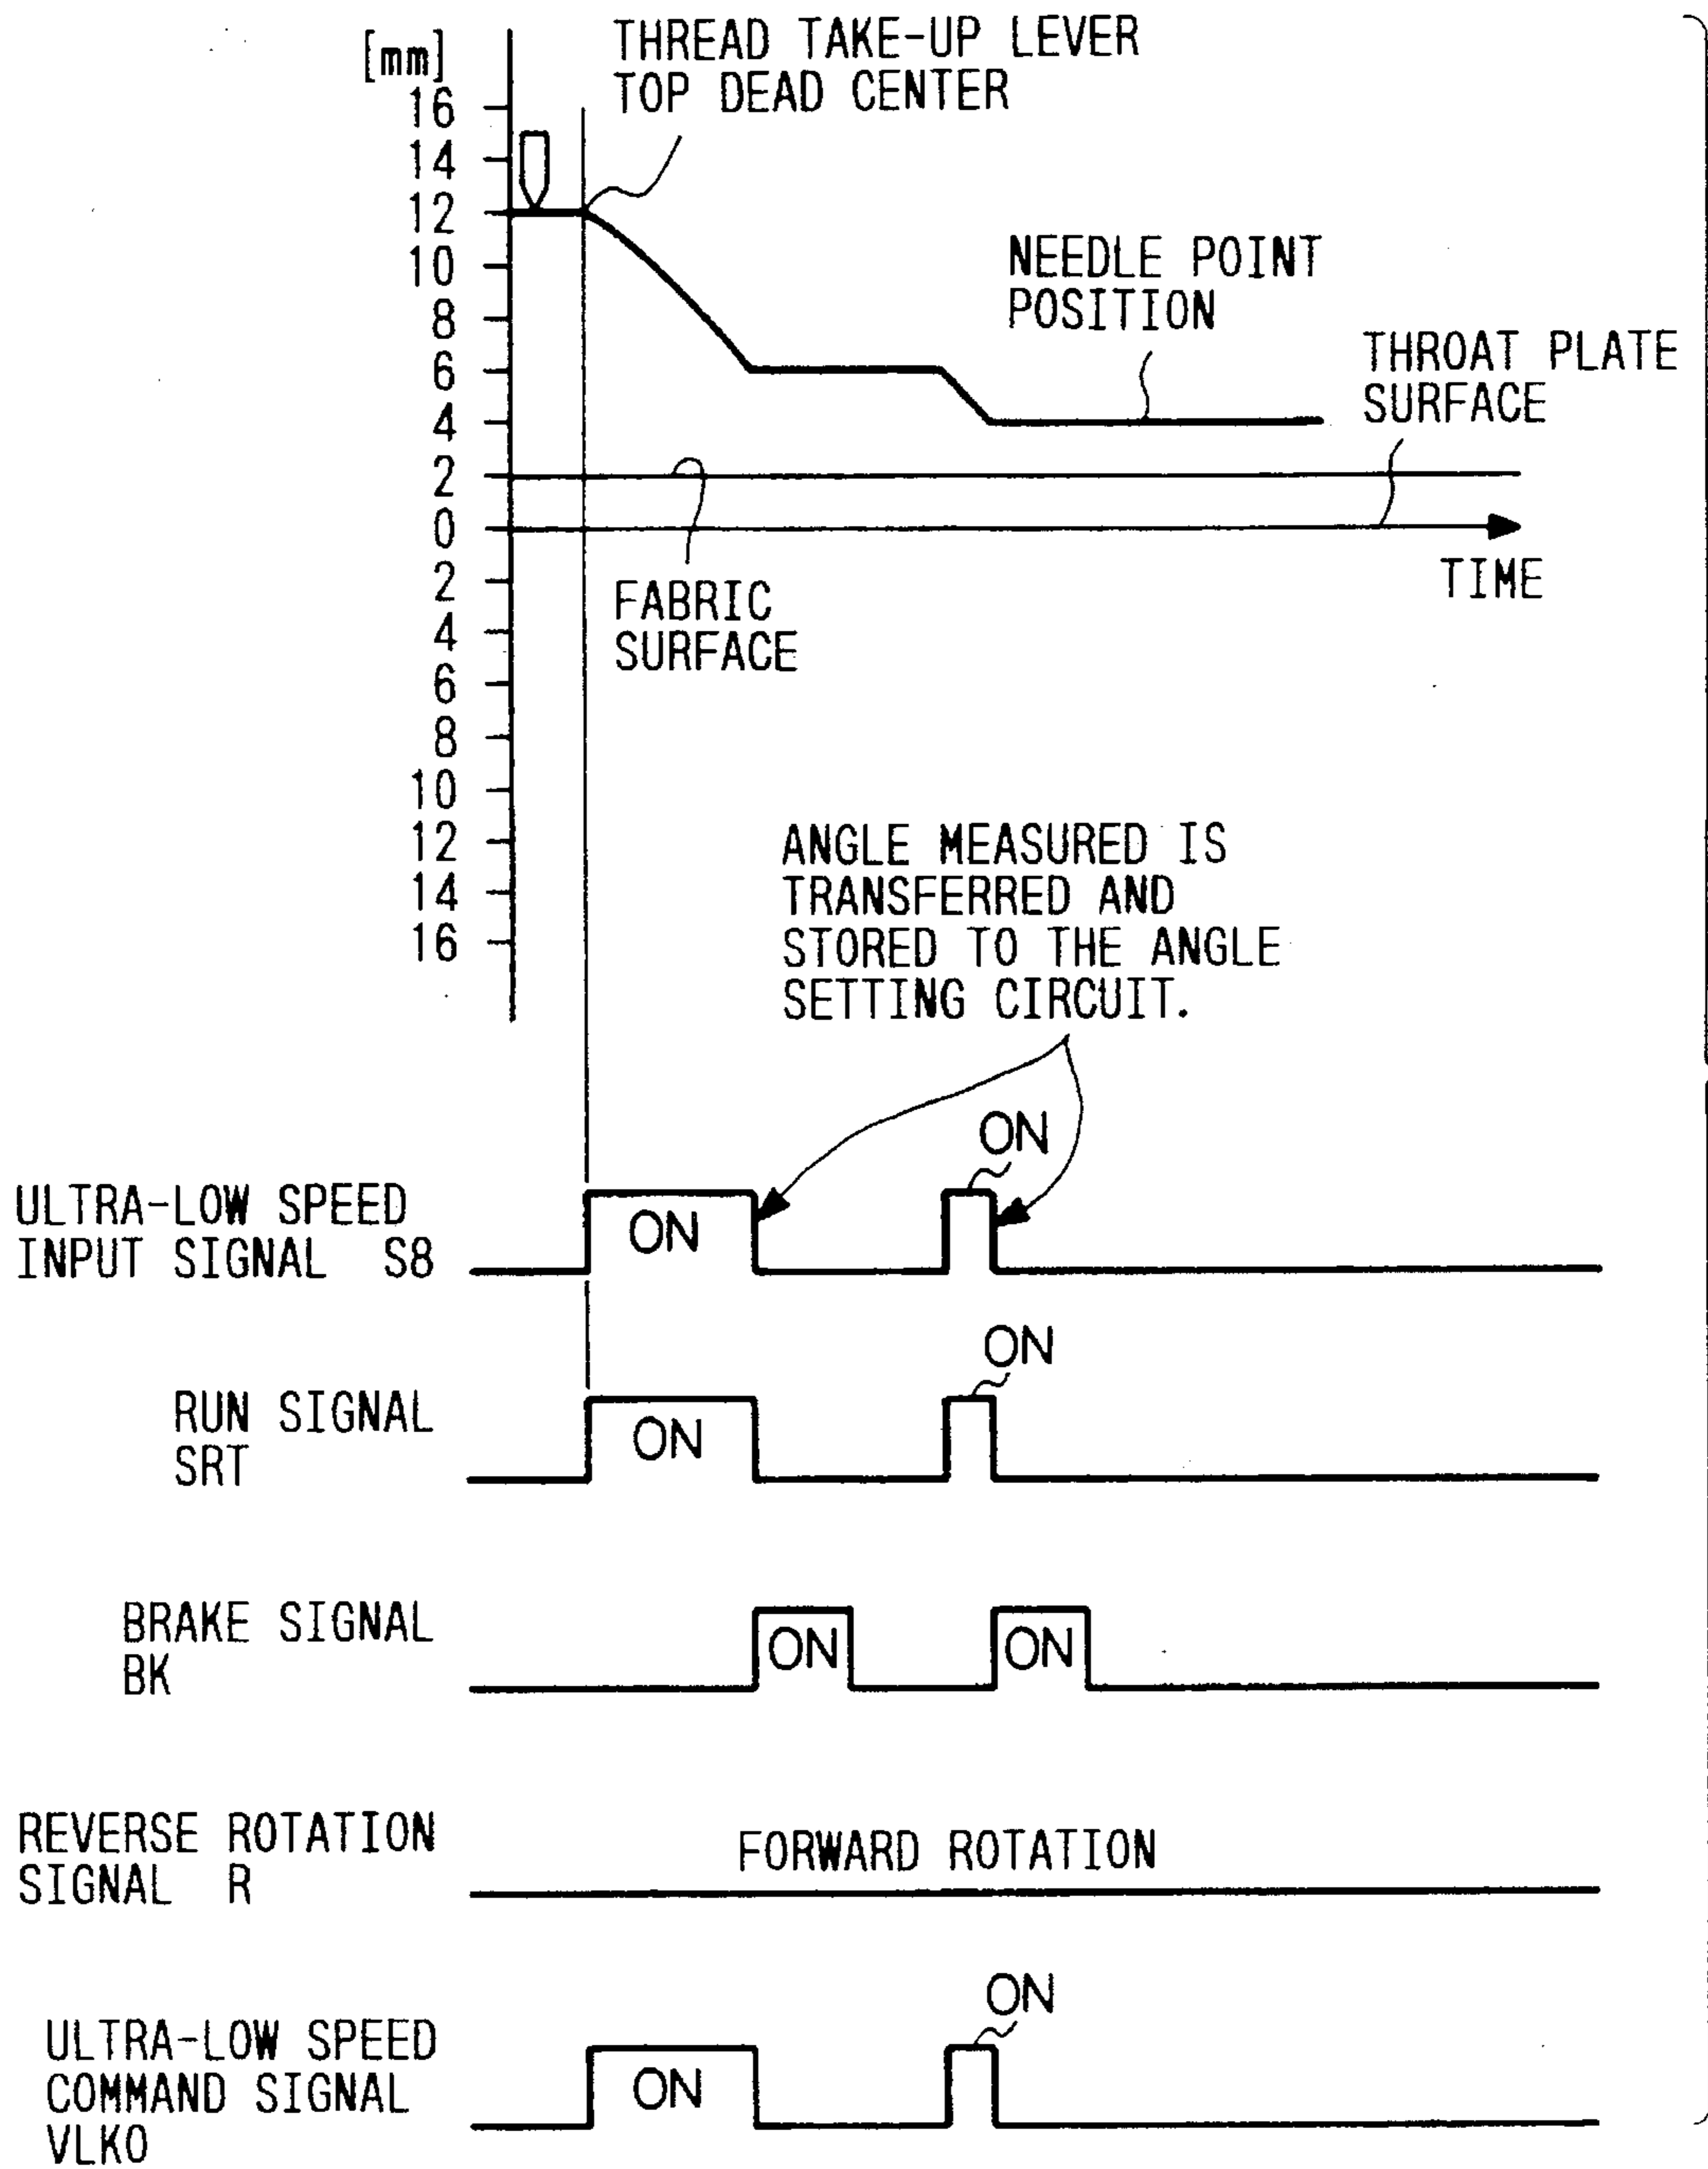 [mm]
THREAD TAKE-UP LEVER
TOP DEAD CENTER
16
14
12
10
8
6
4
2
0
2
4
6
8
10
12
14
16
NEEDLE POINT
POSITION
THROAT PLATE
SURFACE
TIME
FABRIC
SURFACE
ANGLE MEASURED IS
TRANSFERRED AND
STORED TO THE ANGLE
SETTING CIRCUIT.
ULTRA-LOW SPEED
INPUT SIGNAL S8
ON
ON
RUN SIGNAL
SRT
ON
ON
BRAKE SIGNAL
BK
ON
ON
REVERSE ROTATION
SIGNAL R
FORWARD ROTATION
ULTRA-LOW SPEED
COMMAND SIGNAL
VLKO
ON
ON